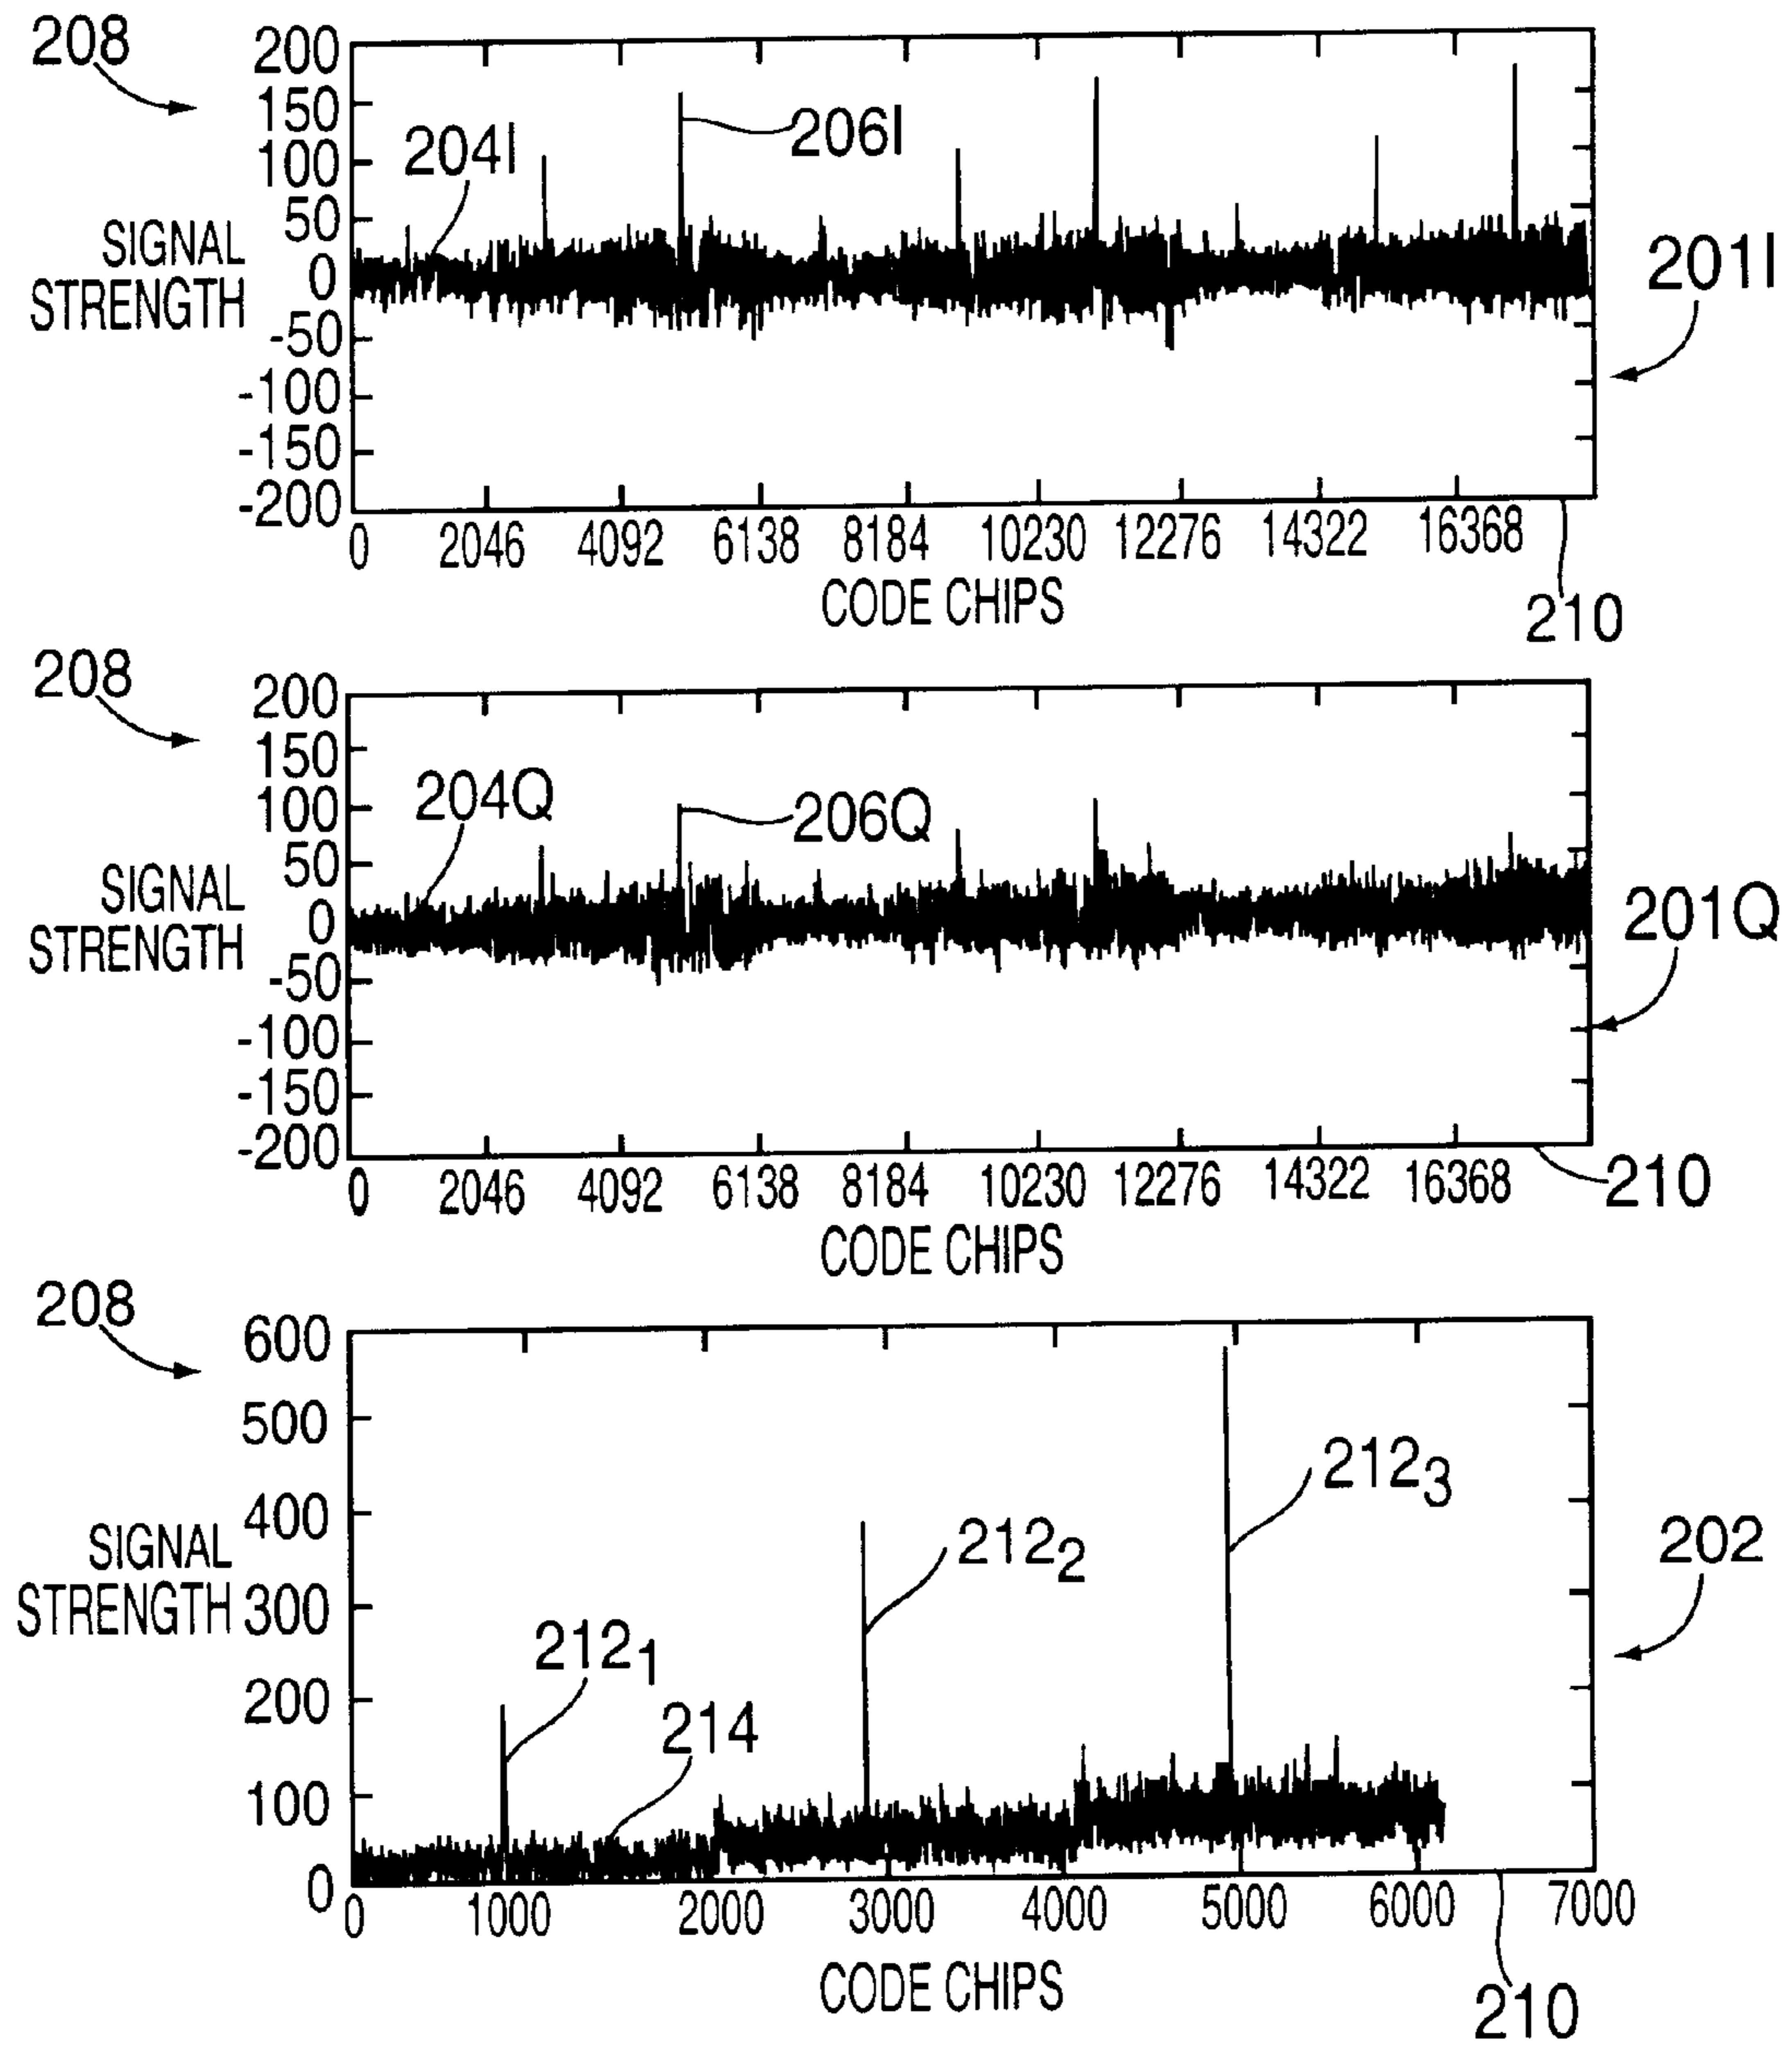 208
200
150
100
50
0
-50
-100
-150
-200
SIGNAL
STRENGTH
204I
206I
201I
0 2046 4092 6138 8184 10230 12276 14322 16368
CODE CHIPS
210
208
200
150
100
50
0
-50
-100
-150
-200
SIGNAL
STRENGTH
204Q
206Q
201Q
0 2046 4092 6138 8184 10230 12276 14322 16368
CODE CHIPS
210
208
600
500
400
300
200
100
0
SIGNAL
STRENGTH
212₁
214
212₂
212₃
202
0 1000 2000 3000 4000 5000 6000 7000
CODE CHIPS
210